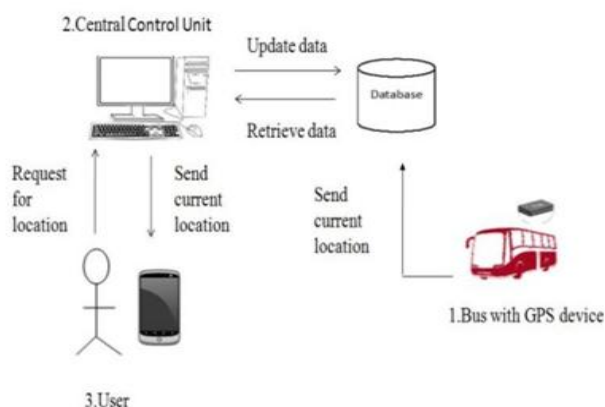 2.Central Control Unit
Update data
Database
Retrieve data
Request
for
location
Send
current
location
Send
current
location
1.Bus with GPS device
3.User